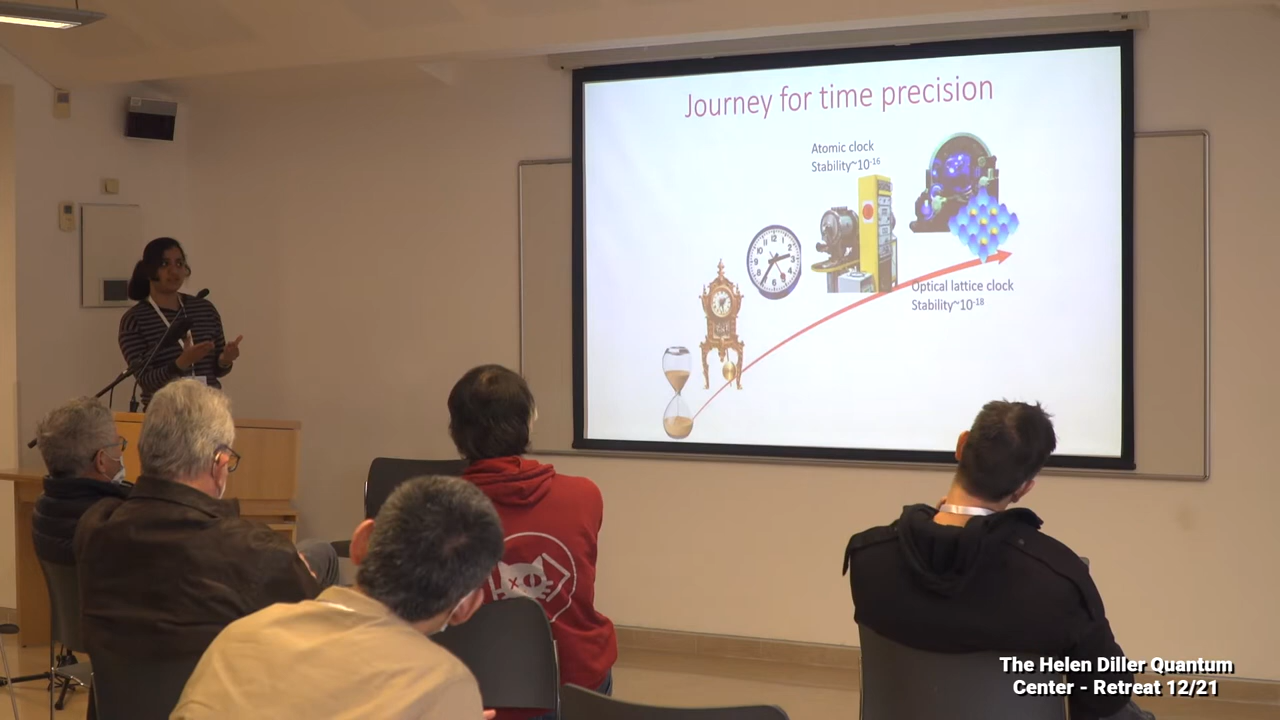 Journey for time precision
Atomic clock
Stability~10⁻¹⁶
Optical lattice clock
Stability~10⁻¹⁸
The Helen Diller Quantum
Center - Retreat 12/21